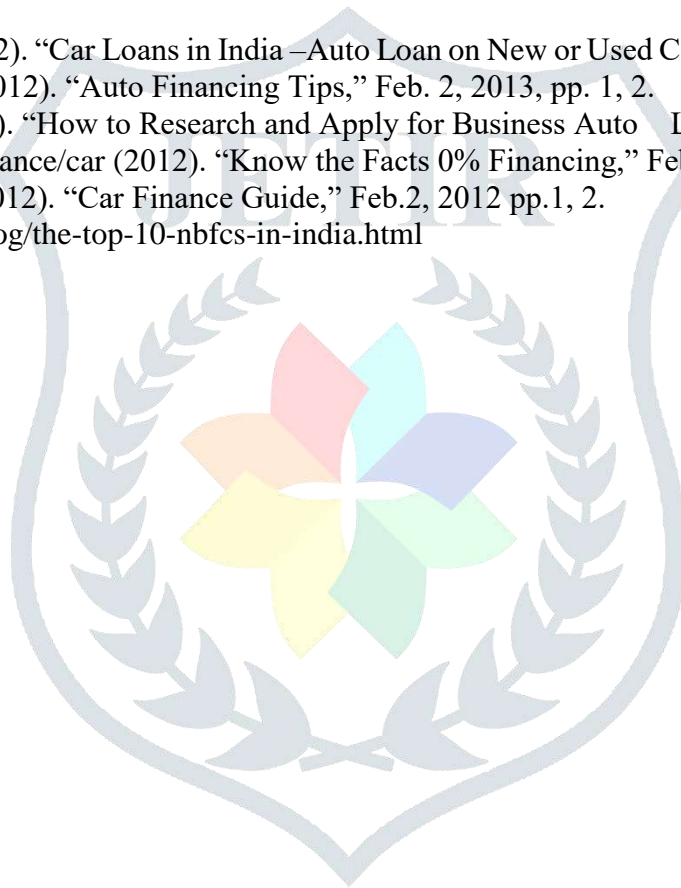 2). “Car Loans in India –Auto Loan on New or Used C
012). “Auto Financing Tips,” Feb. 2, 2013, pp. 1, 2.
). “How to Research and Apply for Business Auto L
ance/car (2012). “Know the Facts 0% Financing,” Fe
012). “Car Finance Guide,” Feb.2, 2012 pp.1, 2.
og/the-top-10-nbfcs-in-india.html
JETIR